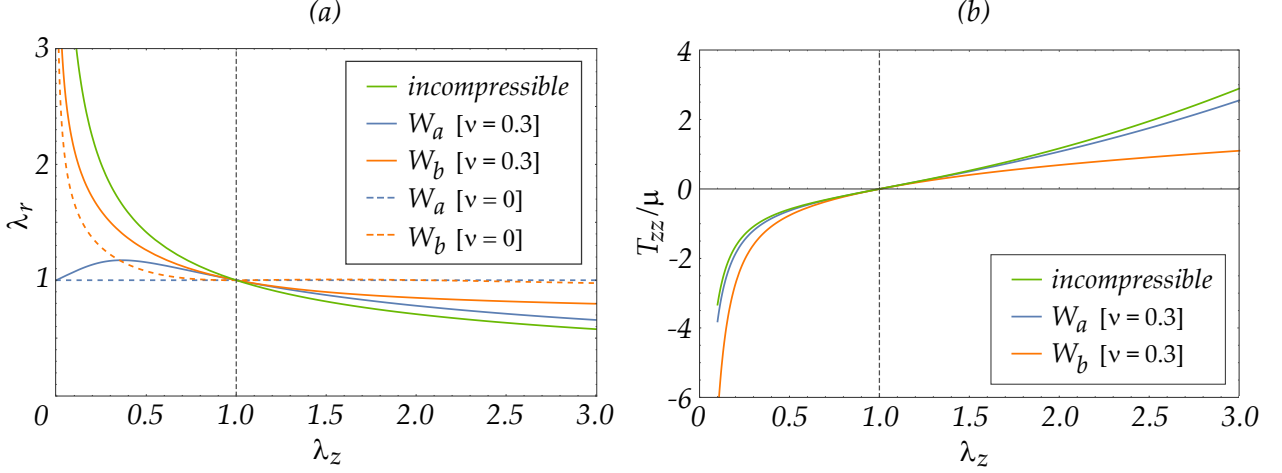 (a)
3
2
1
0
λr
0.5
1.0
1.5
2.0
2.5
3.0
λz
incompressible
Wa [ν = 0.3]
Wb [ν = 0.3]
Wa [ν = 0]
Wb [ν = 0]
(b)
4
2
0
-2
-4
-6
Tzz/μ
0
0.5
1.0
1.5
2.0
2.5
3.0
λz
incompressible
Wa [ν = 0.3]
Wb [ν = 0.3]